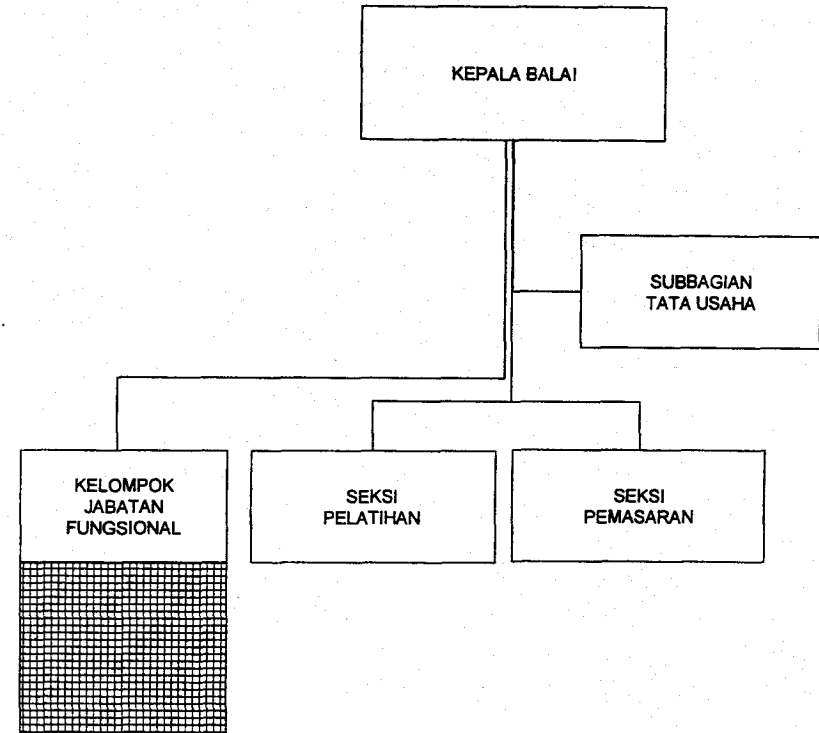 KEPALA BALAI
SUBBAGIAN
TATA USAHA
KELOMPOK
JABATAN
FUNGSIONAL
SEKSI
PELATIHAN
SEKSI
PEMASARAN